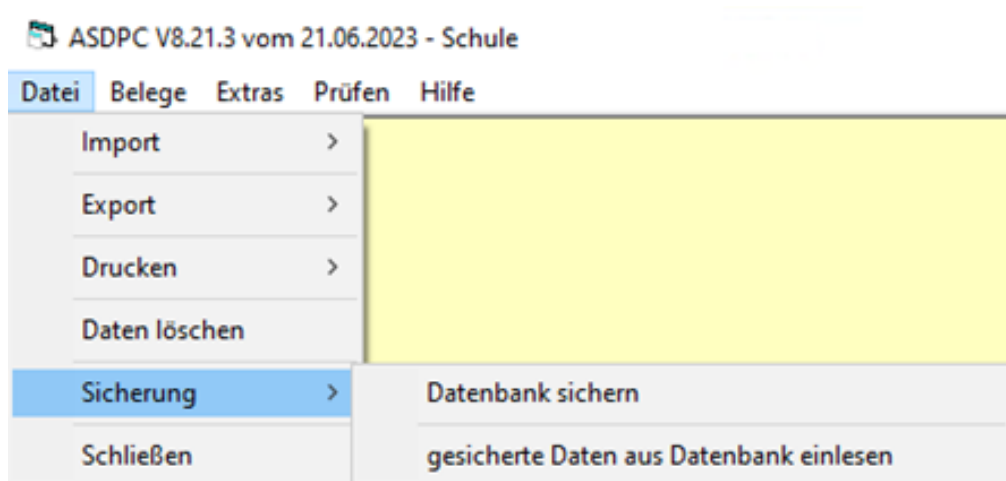 ASDPC V8.21.3 vom 21.06.2023 - Schule
Datei Belege Extras Prüfen Hilfe
Import
Export
Drucken
Daten löschen
Sicherung
Datenbank sichern
Schließen
gesicherte Daten aus Datenbank einlesen